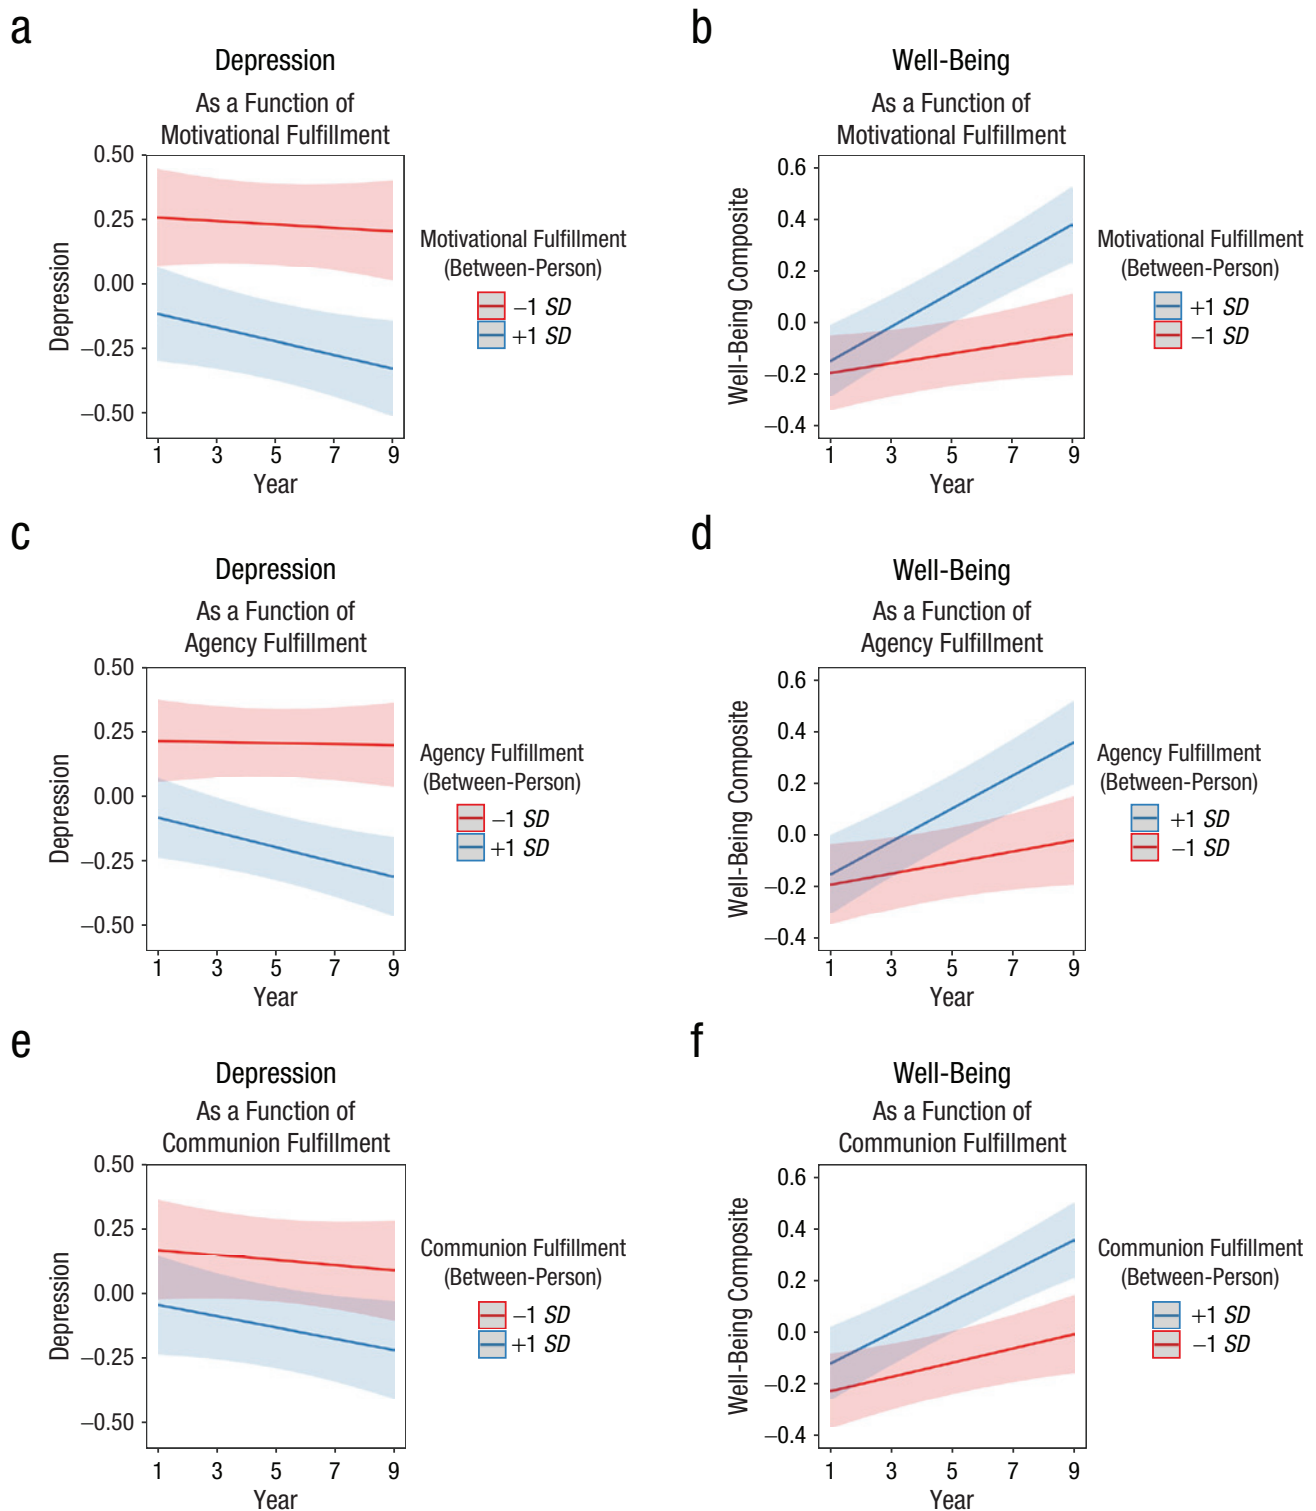 a
Depression
As a Function of
Motivational Fulfillment
0.50
0.25
0.00
−0.25
−0.50
Depression
1 3 5 7 9
Year
Motivational Fulfillment
(Between-Person)
−1 SD
+1 SD
b
Well-Being
As a Function of
Motivational Fulfillment
0.6
0.4
0.2
0.0
−0.2
−0.4
Well-Being Composite
1 3 5 7 9
Year
Motivational Fulfillment
(Between-Person)
+1 SD
−1 SD
c
Depression
As a Function of
Agency Fulfillment
0.50
0.25
0.00
−0.25
−0.50
Depression
1 3 5 7 9
Year
Agency Fulfillment
(Between-Person)
−1 SD
+1 SD
d
Well-Being
As a Function of
Agency Fulfillment
0.6
0.4
0.2
0.0
−0.2
−0.4
Well-Being Composite
1 3 5 7 9
Year
Agency Fulfillment
(Between-Person)
+1 SD
−1 SD
e
Depression
As a Function of
Communion Fulfillment
0.50
0.25
0.00
−0.25
−0.50
Depression
1 3 5 7 9
Year
Communion Fulfillment
(Between-Person)
−1 SD
+1 SD
f
Well-Being
As a Function of
Communion Fulfillment
0.6
0.4
0.2
0.0
−0.2
−0.4
Well-Being Composite
1 3 5 7 9
Year
Communion Fulfillment
(Between-Person)
+1 SD
−1 SD